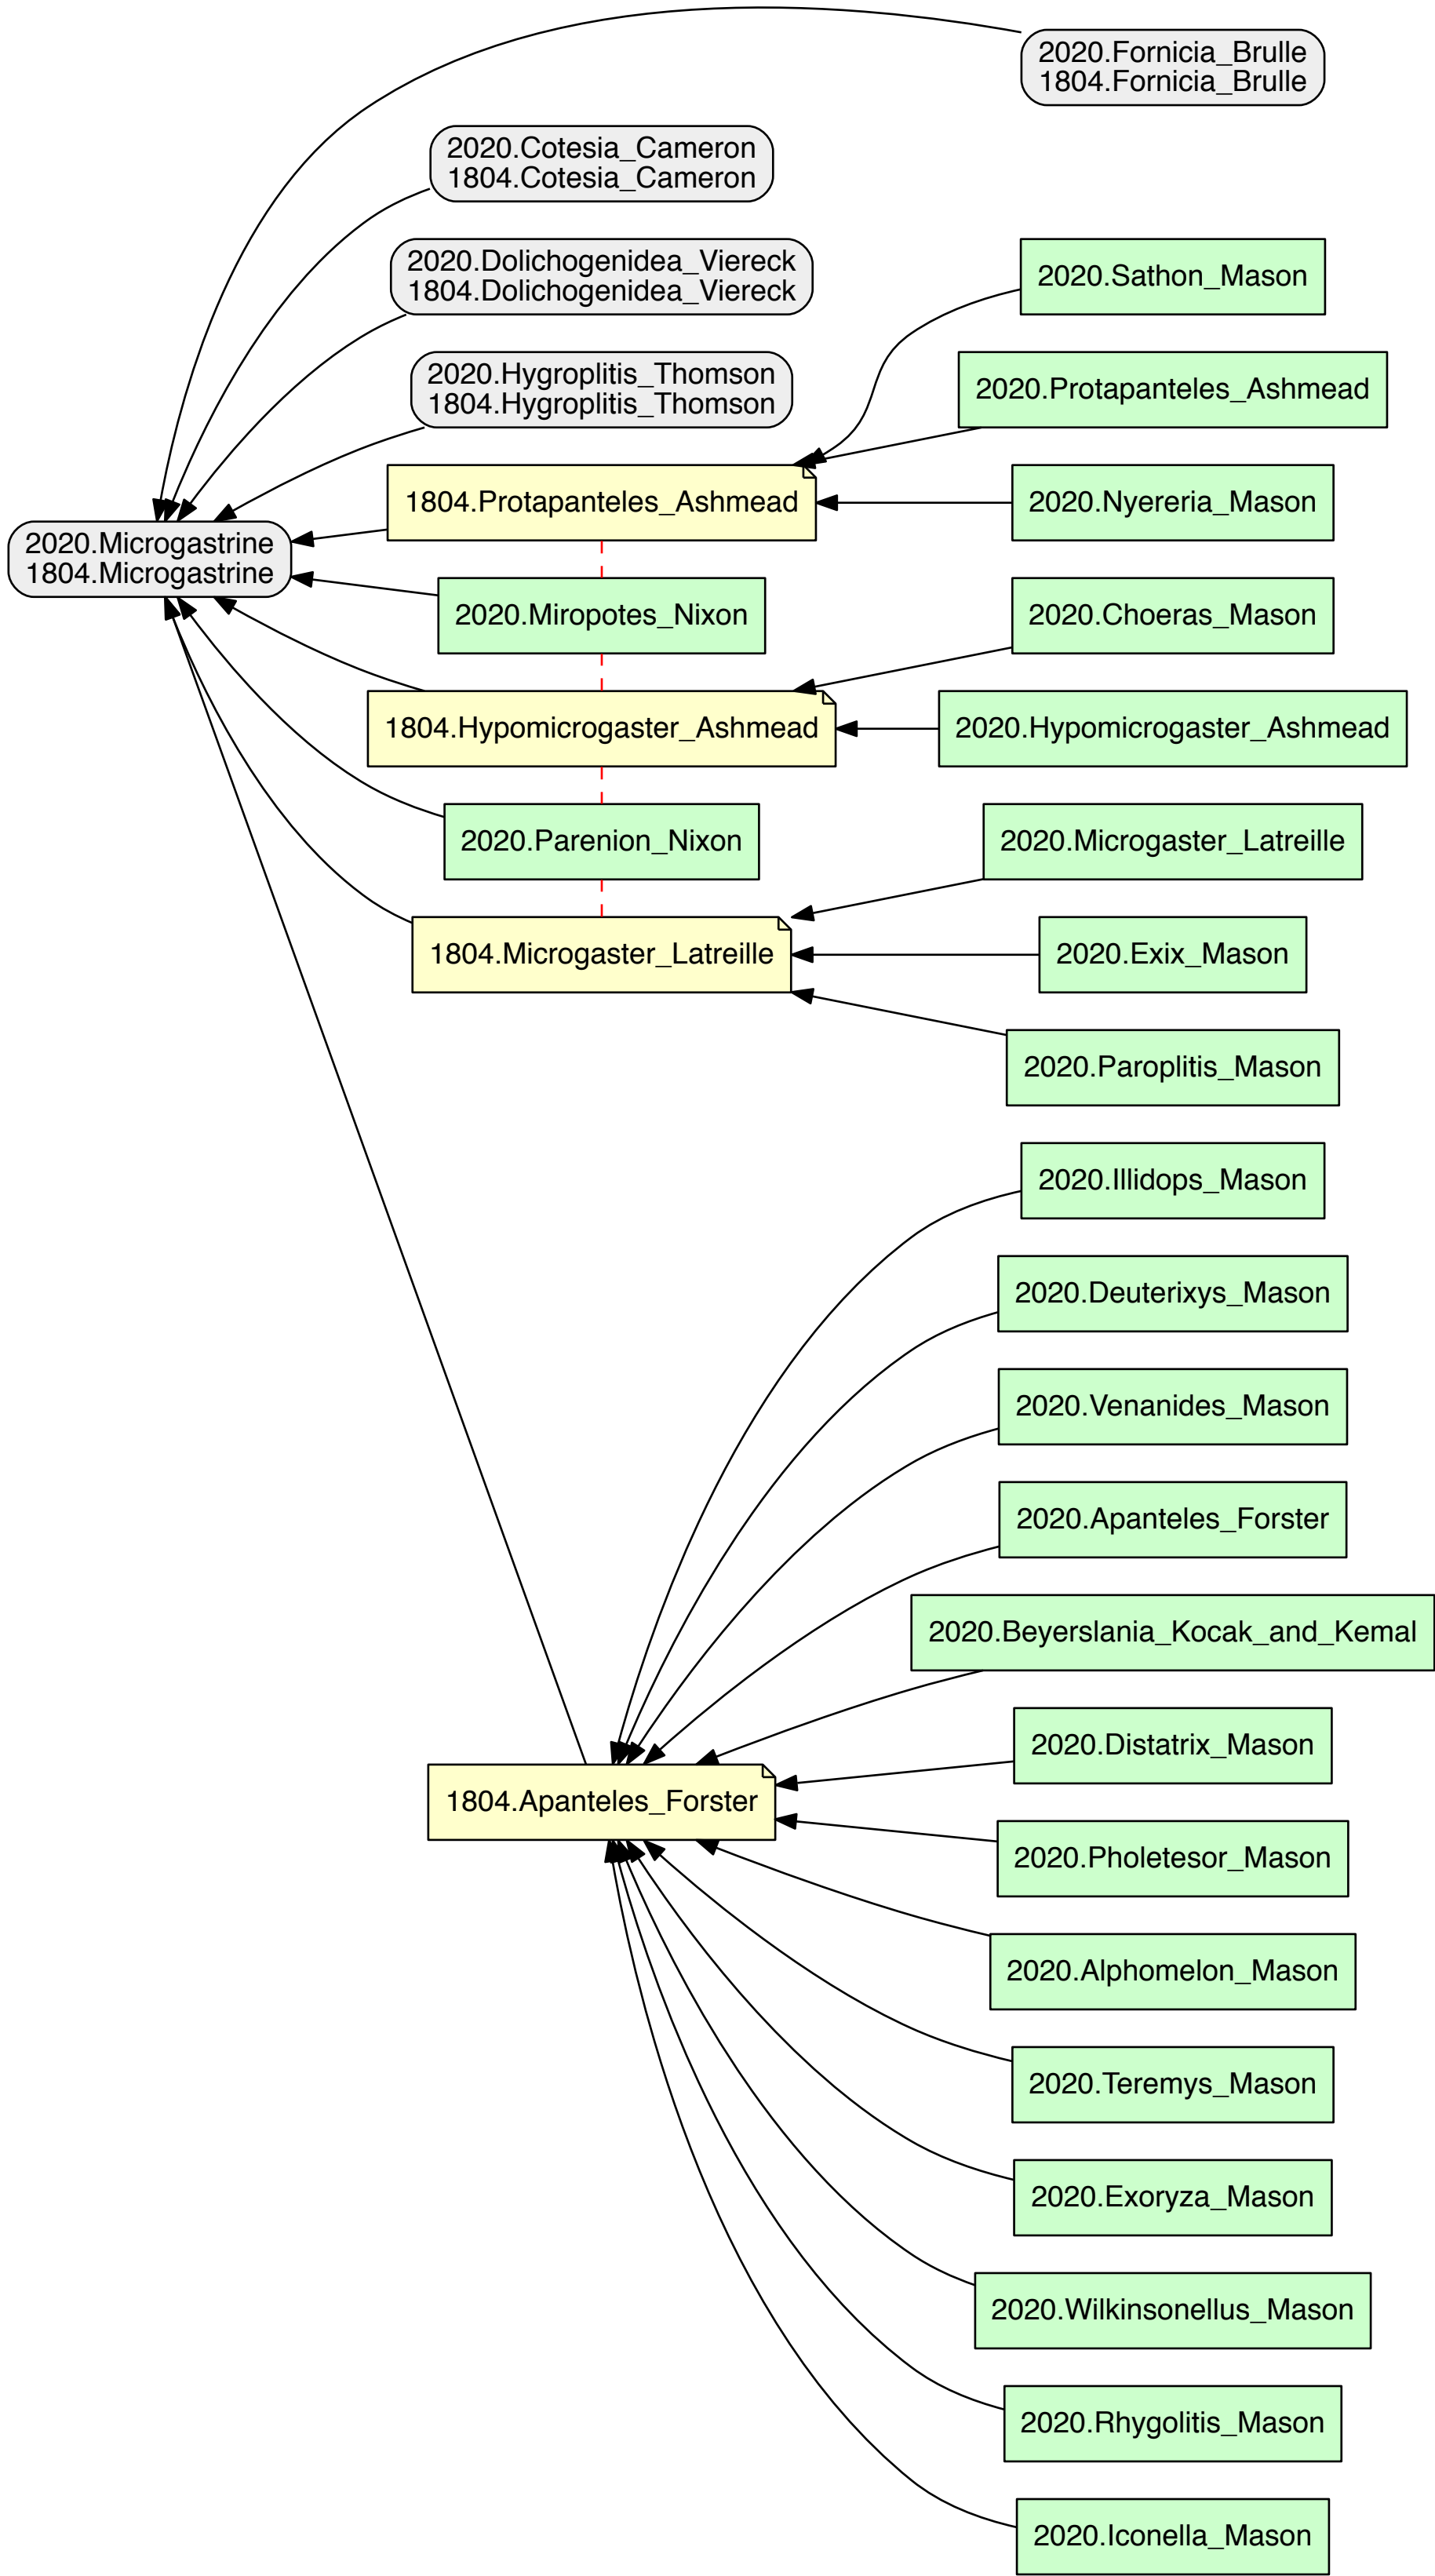 2020.Fornicia_Brulle
1804.Fornicia_Brulle
2020.Cotesia_Cameron
1804.Cotesia_Cameron
2020.Dolichogenidea_Viereck
1804.Dolichogenidea_Viereck
2020.Sathon_Mason
2020.Hygroplitis_Thomson
1804.Hygroplitis_Thomson
2020.Protapanteles_Ashmead
1804.Protapanteles_Ashmead
2020.Nyereria_Mason
2020.Microgastrine
1804.Microgastrine
2020.Miropotes_Nixon
2020.Choeras_Mason
1804.Hypomicrogaster_Ashmead
2020.Hypomicrogaster_Ashmead
2020.Parenion_Nixon
2020.Microgaster_Latreille
1804.Microgaster_Latreille
2020.Exix_Mason
2020.Paroplitis_Mason
2020.Illidops_Mason
2020.Deuterixys_Mason
2020.Venanides_Mason
2020.Apanteles_Forster
2020.Beyerslania_Kocak_and_Kemal
2020.Distatrix_Mason
1804.Apanteles_Forster
2020.Pholetesor_Mason
2020.Alphomelon_Mason
2020.Teremys_Mason
2020.Exoryza_Mason
2020.Wilkinsonellus_Mason
2020.Rhygolitis_Mason
2020.Iconella_Mason